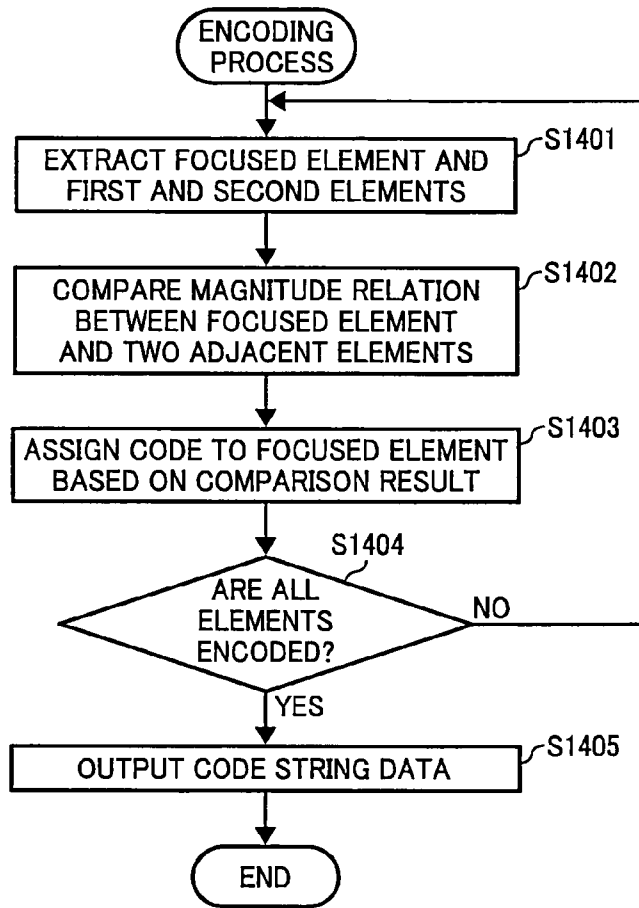 ENCODING
PROCESS
S1401
EXTRACT FOCUSED ELEMENT AND
FIRST AND SECOND ELEMENTS
S1402
COMPARE MAGNITUDE RELATION
BETWEEN FOCUSED ELEMENT
AND TWO ADJACENT ELEMENTS
S1403
ASSIGN CODE TO FOCUSED ELEMENT
BASED ON COMPARISON RESULT
S1404
ARE ALL
ELEMENTS
ENCODED?
NO
YES
S1405
OUTPUT CODE STRING DATA
END